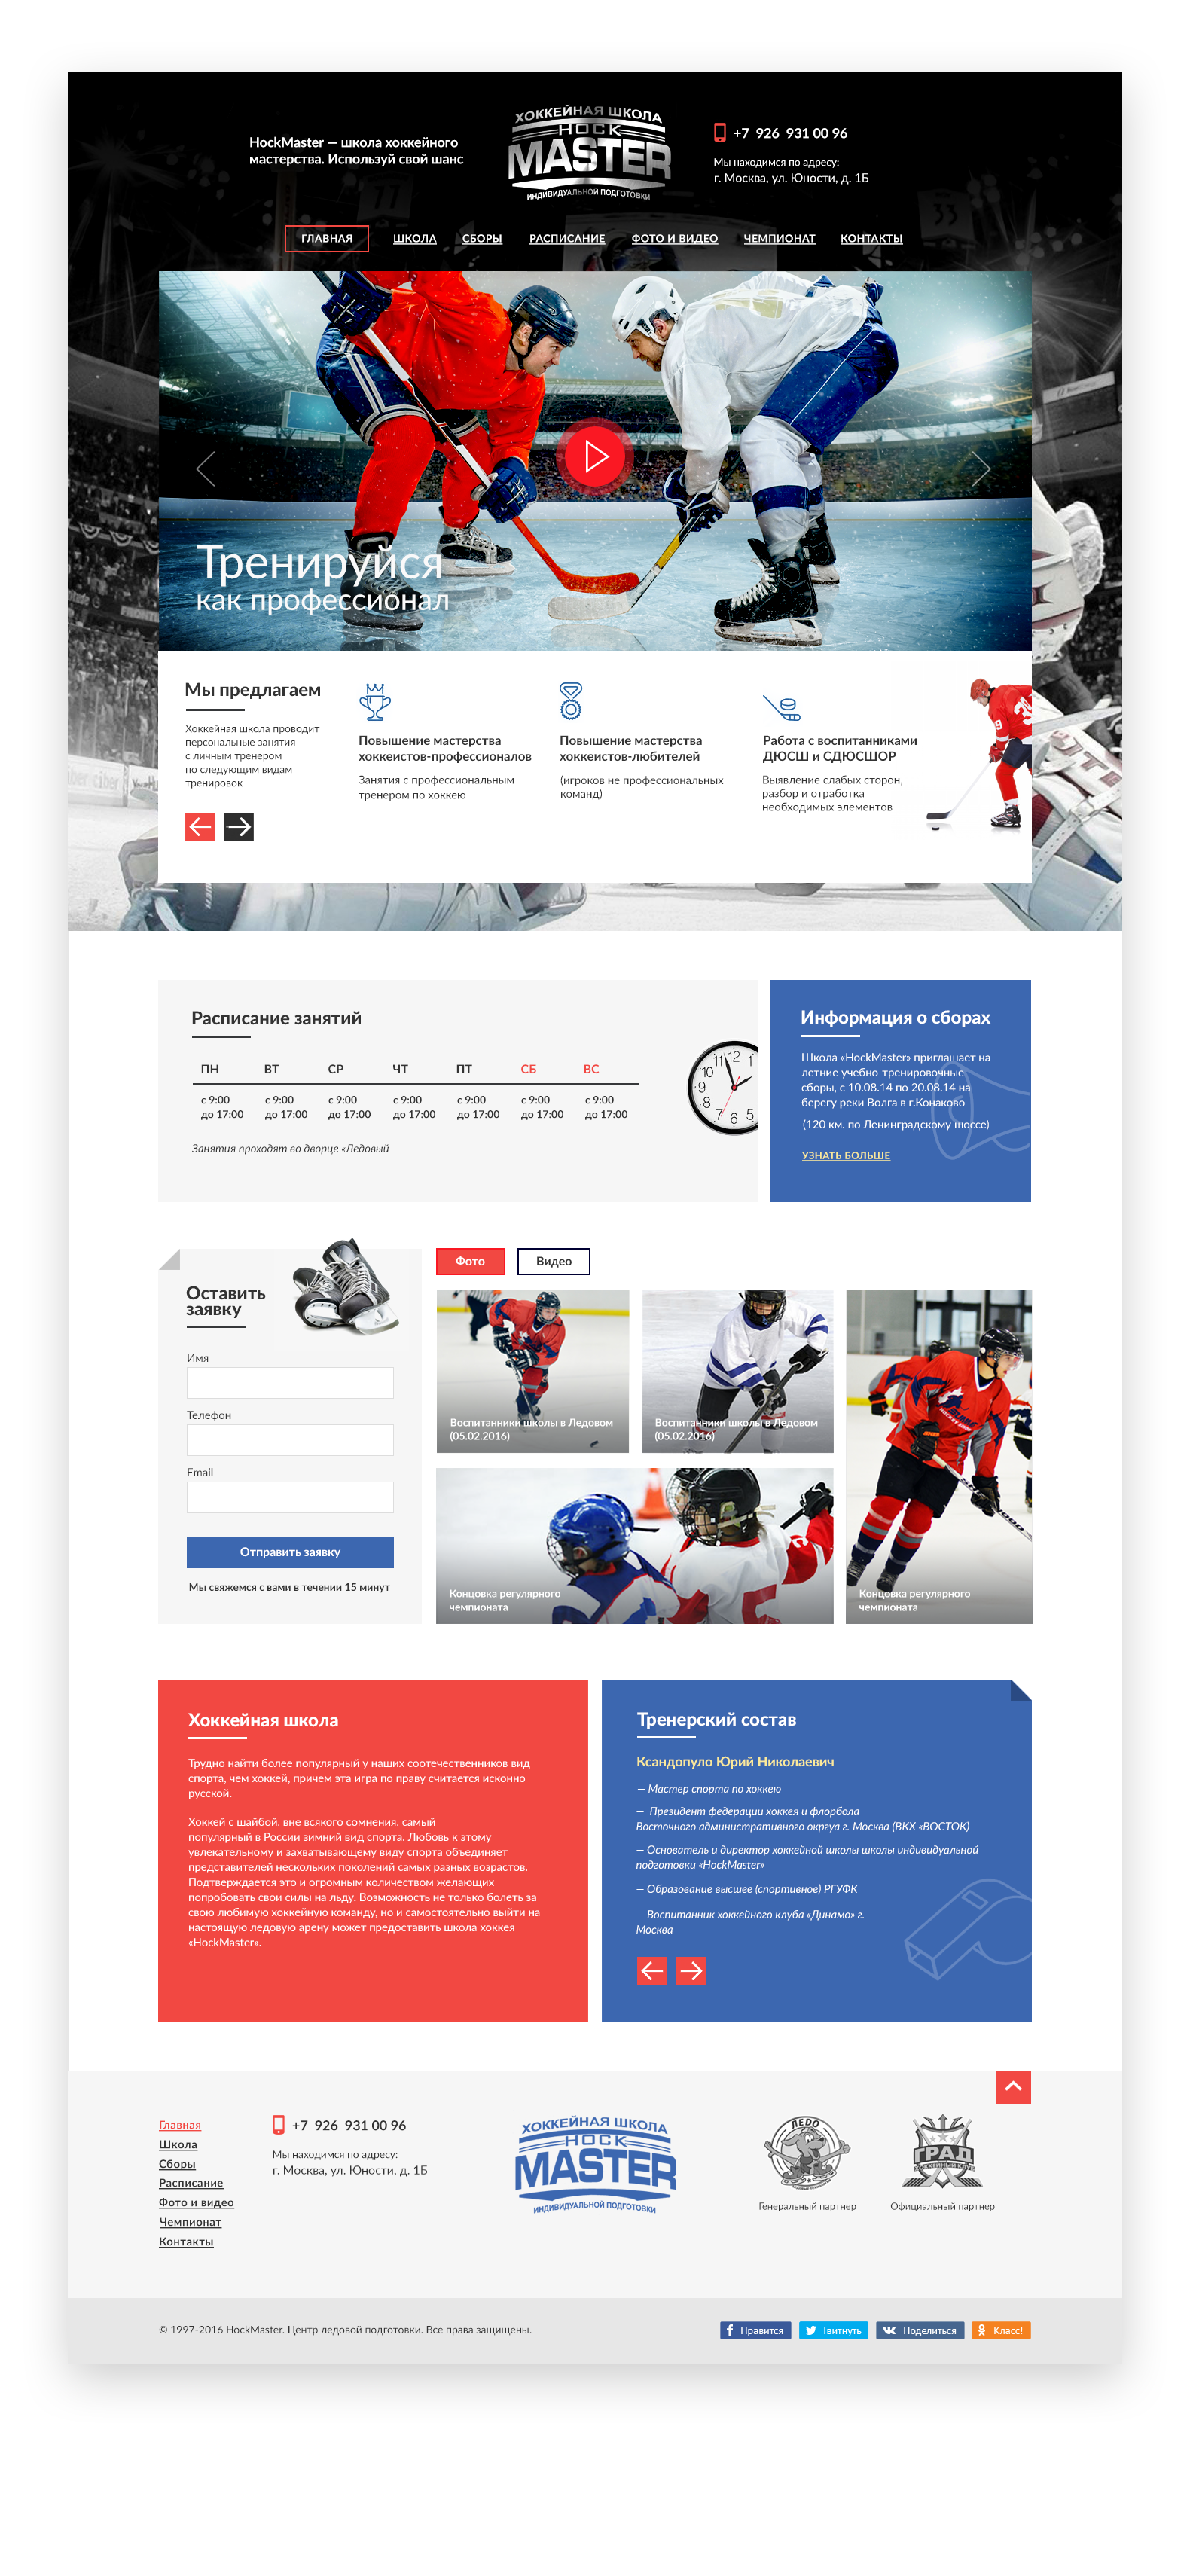 HockMaster — школа хоккейного
мастерства. Используй свой шанс
ХОККЕЙНАЯ ШКОЛА
HOCK
MASTER
ИНДИВИДУАЛЬНОЙ ПОДГОТОВКИ
+7 926 931 00 96
Мы находимся по адресу:
г. Москва, ул. Юности, д. 1Б
ГЛАВНАЯ ШКОЛА СБОРЫ РАСПИСАНИЕ ФОТО И ВИДЕО ЧЕМПИОНАТ КОНТАКТЫ
Тренируйся
как профессионал
Мы предлагаем
Хоккейная школа проводит
персональные занятия
с личным тренером
по следующим видам
тренировок
Повышение мастерства
хоккеистов-профессионалов
Занятия с профессиональным
тренером по хоккею
Повышение мастерства
хоккеистов-любителей
(игроков не профессиональных
команд)
Работа с воспитанниками
ДЮСШ и СДЮСШОР
Выявление слабых сторон,
разбор и отработка
необходимых элементов
Расписание занятий
ПН ВТ СР ЧТ ПТ СБ ВС
с 9:00 с 9:00 с 9:00 с 9:00 с 9:00 с 9:00 с 9:00
до 17:00 до 17:00 до 17:00 до 17:00 до 17:00 до 17:00 до 17:00
Занятия проходят во дворце «Ледовый
11 12 1
10 2
9 3
8 4
7 6 5
Информация о сборах
Школа «HockMaster» приглашает на
летние учебно-тренировочные
сборы, с 10.08.14 по 20.08.14 на
берегу реки Волга в г.Конаково
(120 км. по Ленинградскому шоссе)
УЗНАТЬ БОЛЬШЕ
Оставить
заявку
Имя
Телефон
Email
Отправить заявку
Мы свяжемся с вами в течении 15 минут
Фото Видео
Воспитанники школы в Ледовом
(05.02.2016)
Воспитанники школы в Ледовом
(05.02.2016)
Концовка регулярного
чемпионата
Концовка регулярного
чемпионата
Хоккейная школа
Трудно найти более популярный у наших соотечественников вид
спорта, чем хоккей, причем эта игра по праву считается исконно
русской.
Хоккей с шайбой, вне всякого сомнения, самый
популярный в России зимний вид спорта. Любовь к этому
увлекательному и захватывающему виду спорта объединяет
представителей нескольких поколений самых разных возрастов.
Подтверждается это и огромным количеством желающих
попробовать свои силы на льду. Возможность не только болеть за
свою любимую хоккейную команду, но и самостоятельно выйти на
настоящую ледовую арену может предоставить школа хоккея
«HockMaster».
Тренерский состав
Ксандопуло Юрий Николаевич
— Мастер спорта по хоккею
— Президент федерации хоккея и флорбола
Восточного административного округуа г. Москва (ВКХ «ВОСТОК)
— Основатель и директор хоккейной школы школы индивидуальной
подготовки «HockMaster»
— Образование высшее (спортивное) РГУФК
— Воспитанник хоккейного клуба «Динамо» г.
Москва
Главная
Школа
Сборы
Расписание
Фото и видео
Чемпионат
Контакты
+7 926 931 00 96
Мы находимся по адресу:
г. Москва, ул. Юности, д. 1Б
ХОККЕЙНАЯ ШКОЛА
HOCK
MASTER
ИНДИВИДУАЛЬНОЙ ПОДГОТОВКИ
ЛЕДО
Генеральный партнер
ГРАД
Официальный партнер
© 1997-2016 HockMaster. Центр ледовой подготовки. Все права защищены.
Нравится Твитнуть Поделиться Класс!